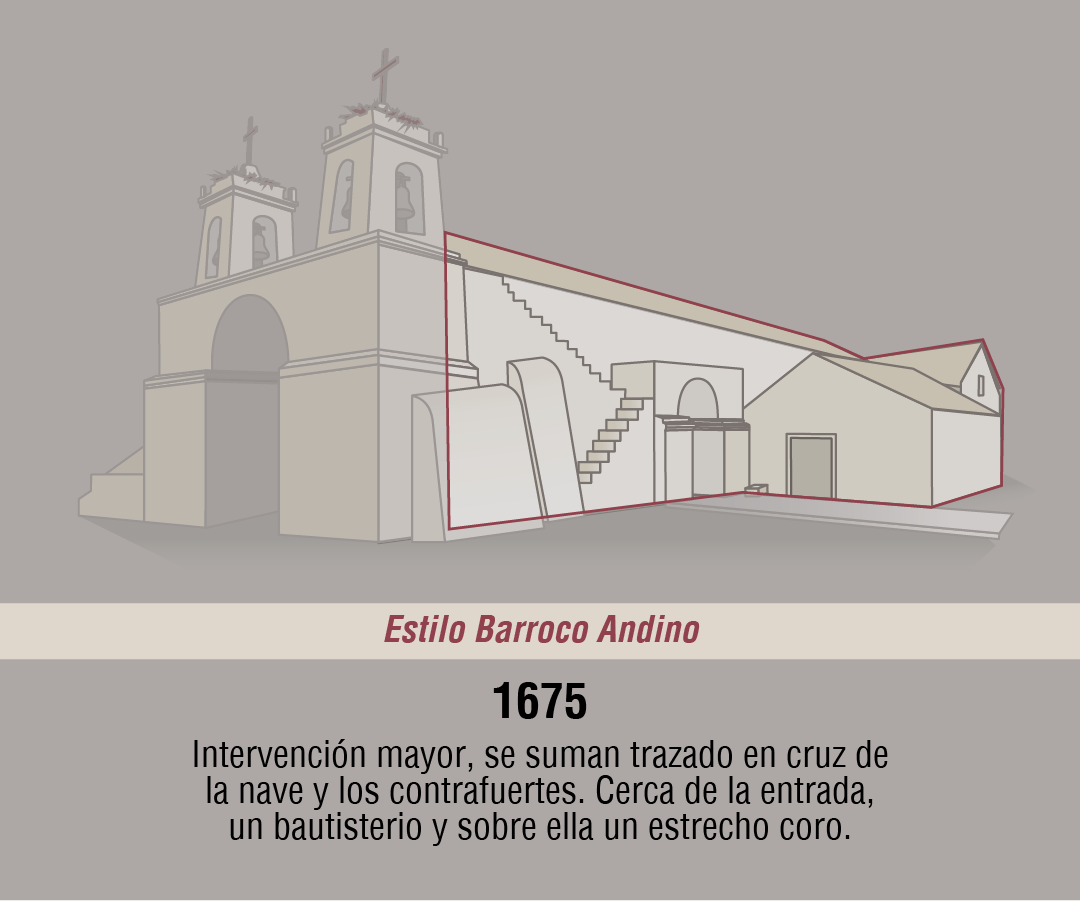 Estilo Barroco Andino
1675
Intervención mayor, se suman trazado en cruz de
la nave y los contrafuertes. Cerca de la entrada,
un bautisterio y sobre ella un estrecho coro.